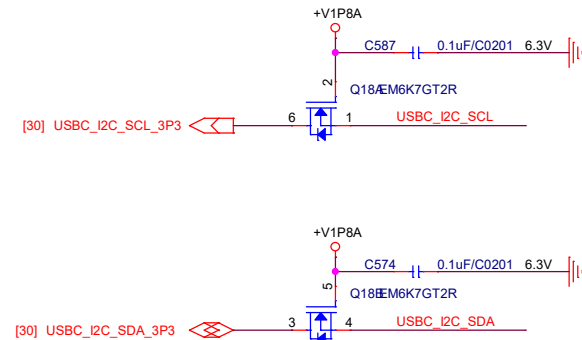 +V1P8A
C587 0.1uF/C0201 6.3V
2
Q18A EM6K7GT2R
[30] USBC_I2C_SCL_3P3 6 1 USBC_I2C_SCL
+V1P8A
C574 0.1uF/C0201 6.3V
5
Q18B EM6K7GT2R
[30] USBC_I2C_SDA_3P3 3 4 USBC_I2C_SDA